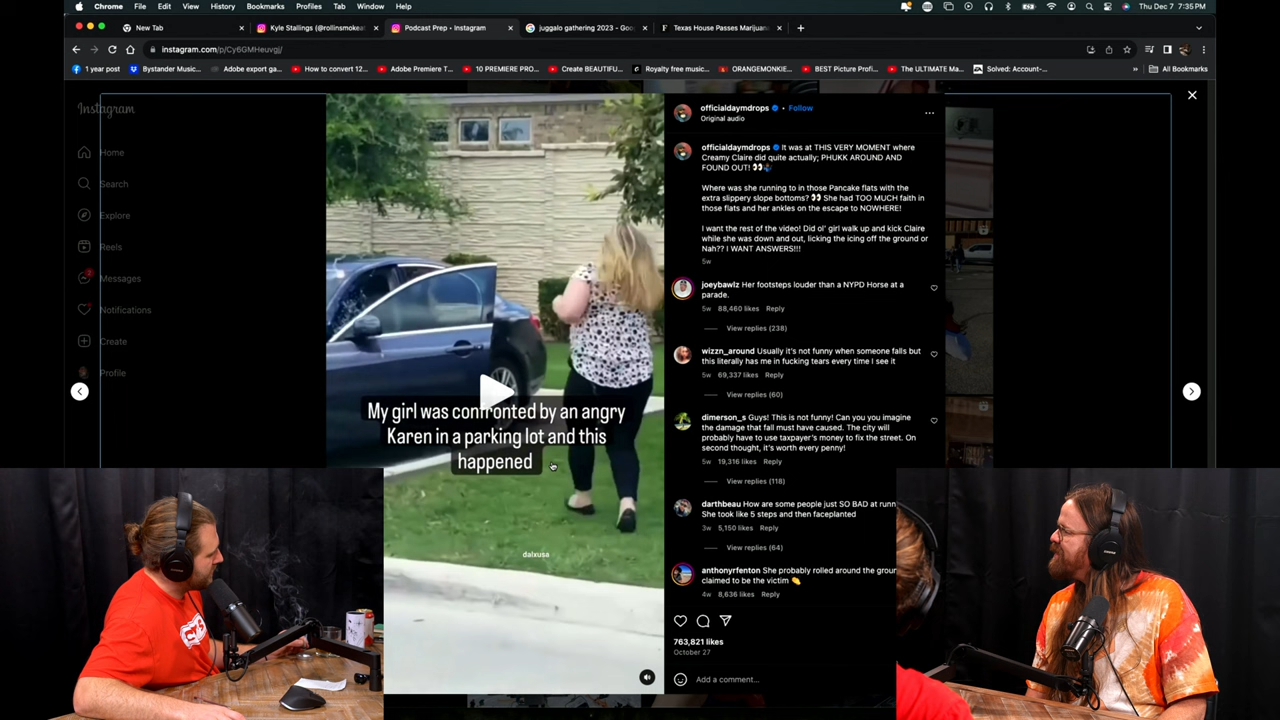 Chrome File Edit View History Bookmarks Profiles Tab Window Help
Thu Dec 7 7:35 PM
New Tab
Kyle Stallings (@rollinsmokea
Podcast Prep • Instagram
juggalo gathering 2023 - Goo
Texas House Passes Marijuana
instagram.com/p/Cy6GMHeuvgj/
1 year post
Bystander Music...
Adobe export ga...
How to convert 12...
Adobe Premiere T...
10 PREMIERE PRO...
Create BEAUTIFU...
Royalty free music...
ORANGEMONKIE...
BEST Picture Profi...
The ULTIMATE Ma...
Solved: Account-...
All Bookmarks
Instagram
Home
Search
Explore
Reels
Messages
Notifications
Create
Profile
My girl was confronted by an angry
Karen in a parking lot and this
happened
dalxusa
officialdaymdrops • Follow
Original audio
officialdaymdrops It was at THIS VERY MOMENT where
Creamy Claire did quite actually; PHUKK AROUND AND
FOUND OUT! 👀
Where was she running to in those Pancake flats with the
extra slippery slope bottoms? 👀 She had TOO MUCH faith in
those flats and her ankles on the escape to NOWHERE!
I want the rest of the video! Did ol' girl walk up and kick Claire
while she was down and out, licking the icing off the ground or
Nah?? I WANT ANSWERS!!!
5w
joeybawlz Her footsteps louder than a NYPD Horse at a
parade.
5w 88,460 likes Reply
View replies (238)
wizzn_around Usually it's not funny when someone falls but
this literally has me in fucking tears every time I see it
5w 69,337 likes Reply
View replies (60)
dimerson_s Guys! This is not funny! Can you you imagine
the damage that fall must have caused. The city will
probably have to use taxpayer's money to fix the street. On
second thought, it's worth every penny!
5w 19,316 likes Reply
View replies (118)
darthbeau How are some people just SO BAD at runn
She took like 5 steps and then faceplanted
3w 5,150 likes Reply
View replies (64)
anthonyrfenton She probably rolled around the groun
claimed to be the victim
4w 8,636 likes Reply
763,821 likes
October 27
Add a comment...